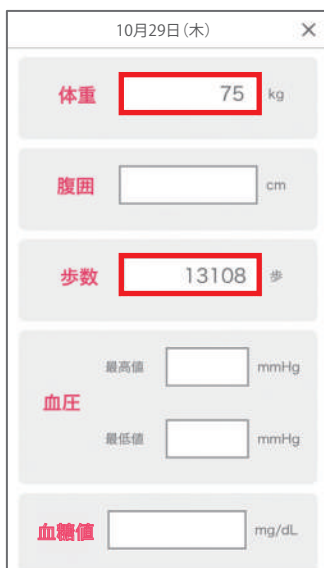 10月29日（木） ×
体重 75 kg
腹囲 cm
歩数 13108 歩
最高値 mmHg
血圧
最低値 mmHg
血糖値 mg/dL